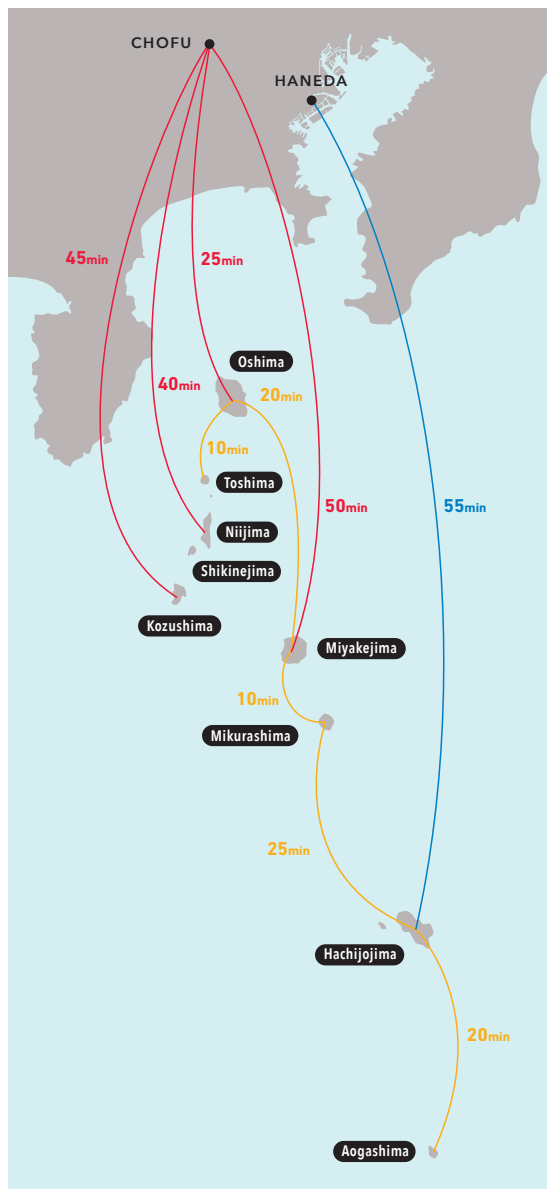 CHOFU
HANEDA
45min
25min
Oshima
40min
20min
10min
Toshima
50min
55min
Niijima
Shikinejima
Kozushima
Miyakejima
10min
Mikurashima
25min
Hachijojima
20min
Aogashima